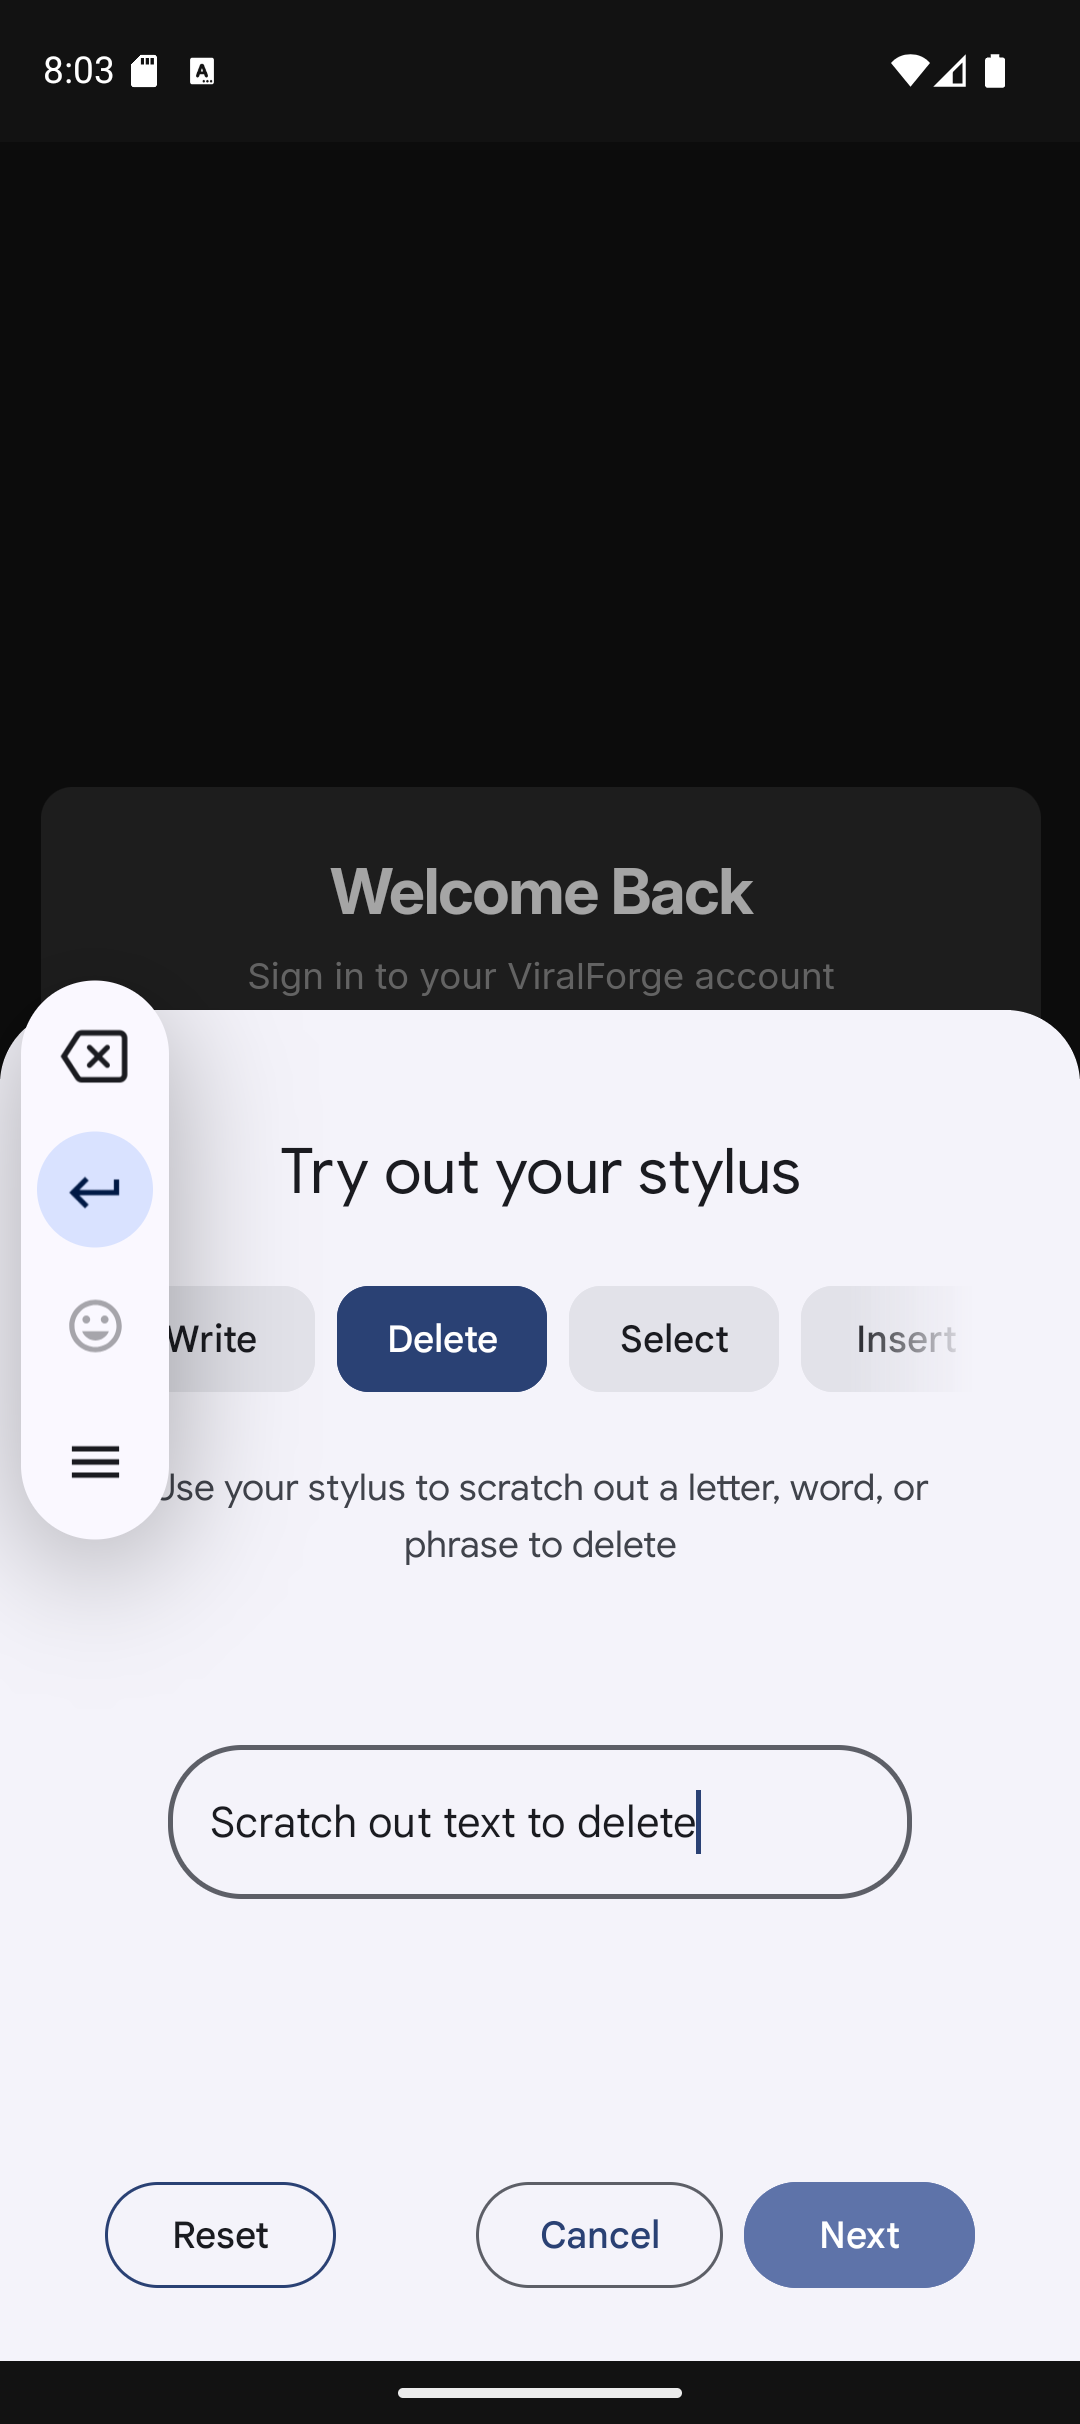 8:03
Welcome Back
Sign in to your ViralForge account
Try out your stylus
Write Delete Select Insert
Use your stylus to scratch out a letter, word, or
phrase to delete
Scratch out text to delete
Reset Cancel Next